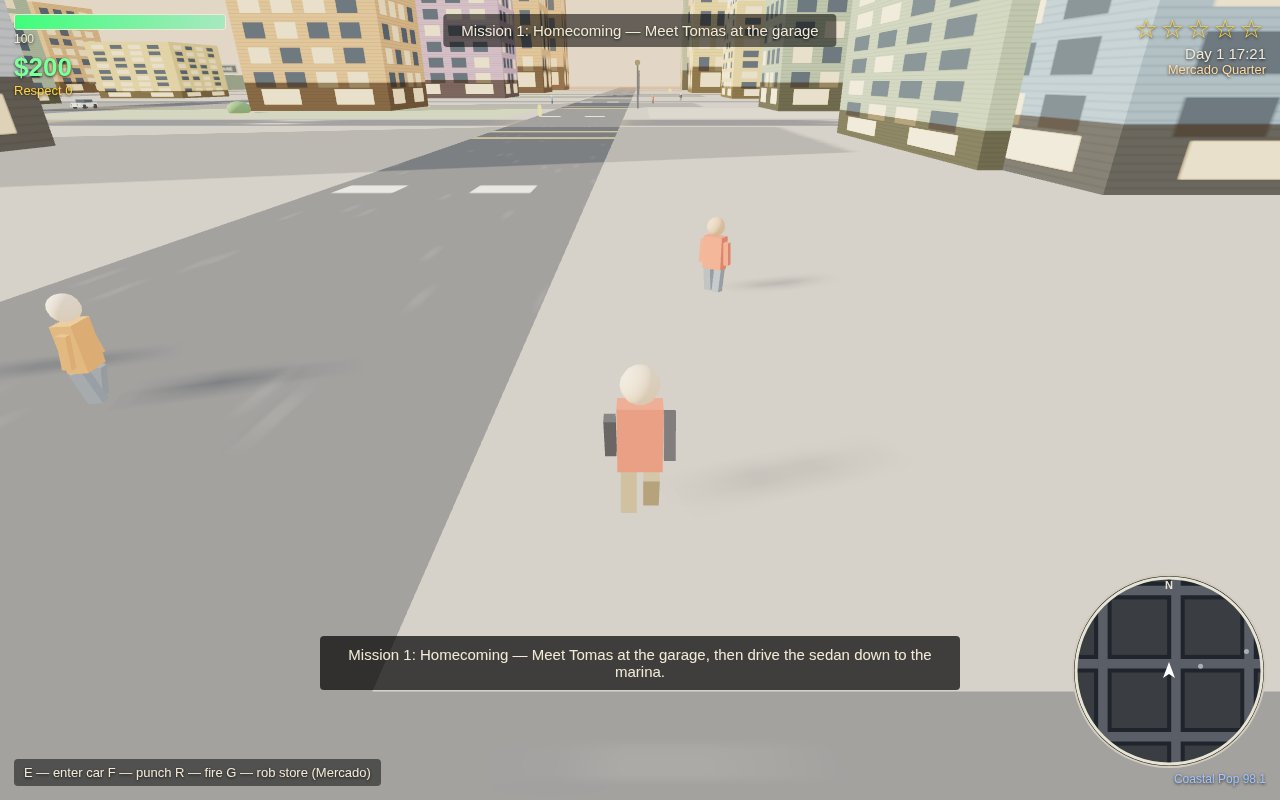 Mission 1: Homecoming — Meet Tomas at the garage
100
$200
Respect 0
☆ ☆ ☆ ☆ ☆
Day 1 17:21
Mercado Quarter
Mission 1: Homecoming — Meet Tomas at the garage, then drive the sedan down to the
marina.
N
E — enter car F — punch R — fire G — rob store (Mercado)
Coastal Pop 98.1